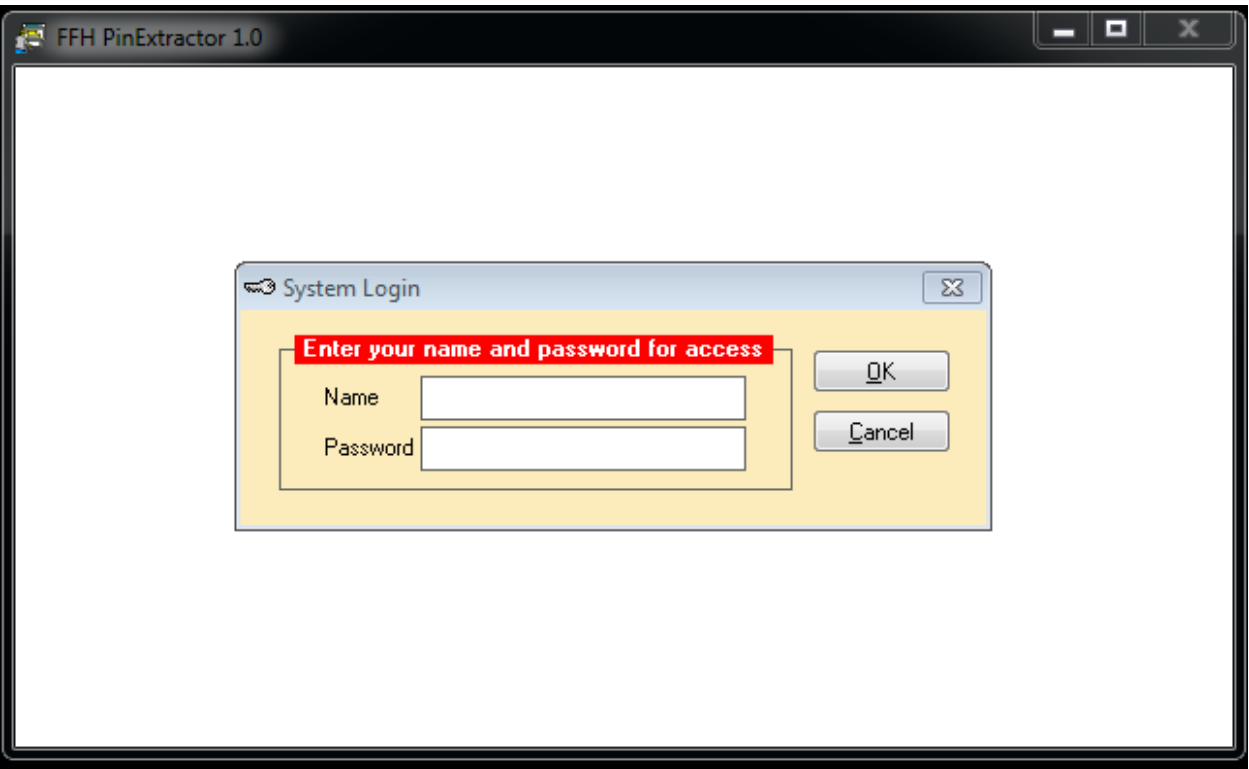 FFH PinExtractor 1.0
System Login
Enter your name and password for access
Name
OK
Password
Cancel